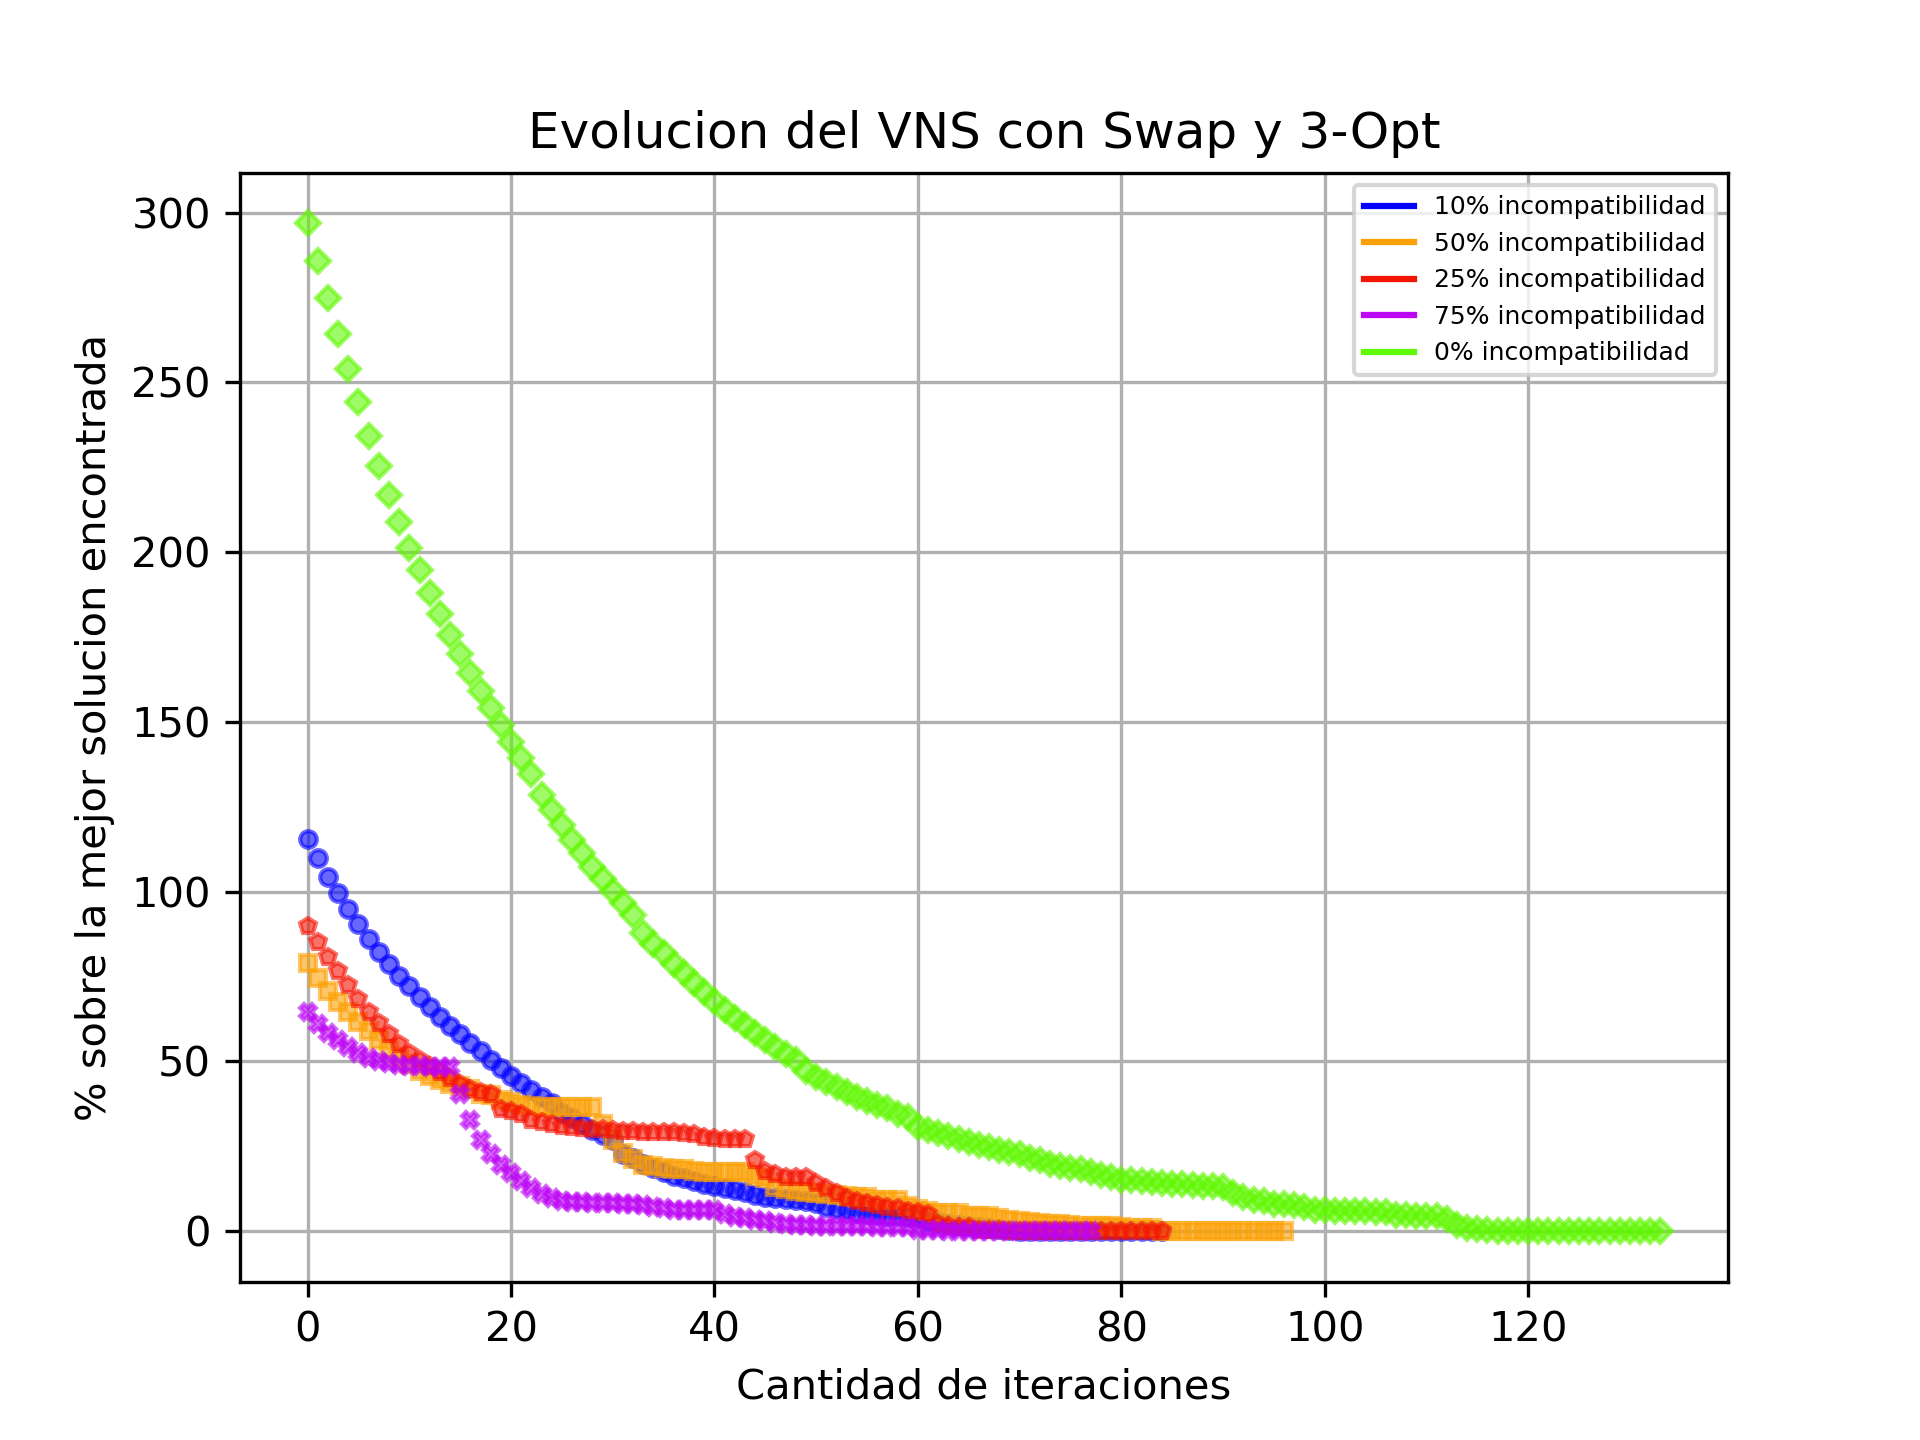 Evolucion del VNS con Swap y 3-Opt
% sobre la mejor solucion encontrada
300
250
200
150
100
50
0
10% incompatibilidad
50% incompatibilidad
25% incompatibilidad
75% incompatibilidad
0% incompatibilidad
0 20 40 60 80 100 120
Cantidad de iteraciones